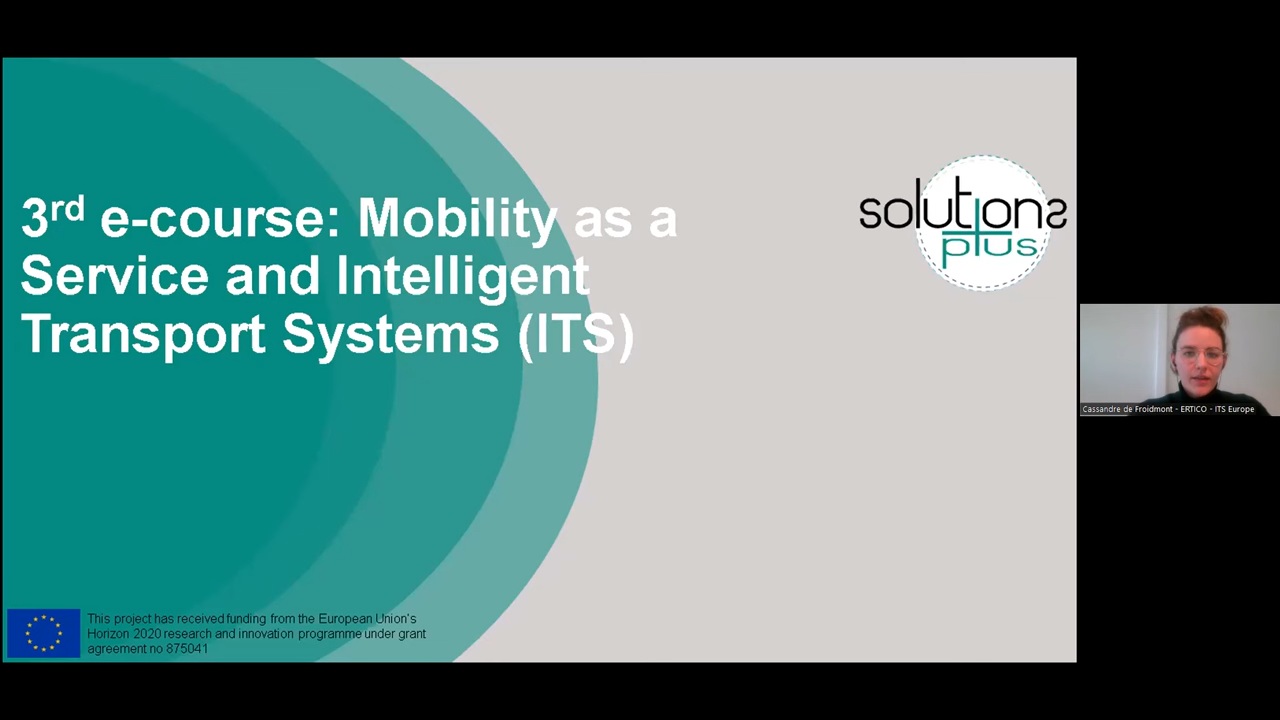 3rd e-course: Mobility as a
Service and Intelligent
Transport Systems (ITS)
solutions
plus
Cassandre de Froidmont - ERTICO - ITS Europe
This project has received funding from the European Union's
Horizon 2020 research and innovation programme under grant
agreement no 875041